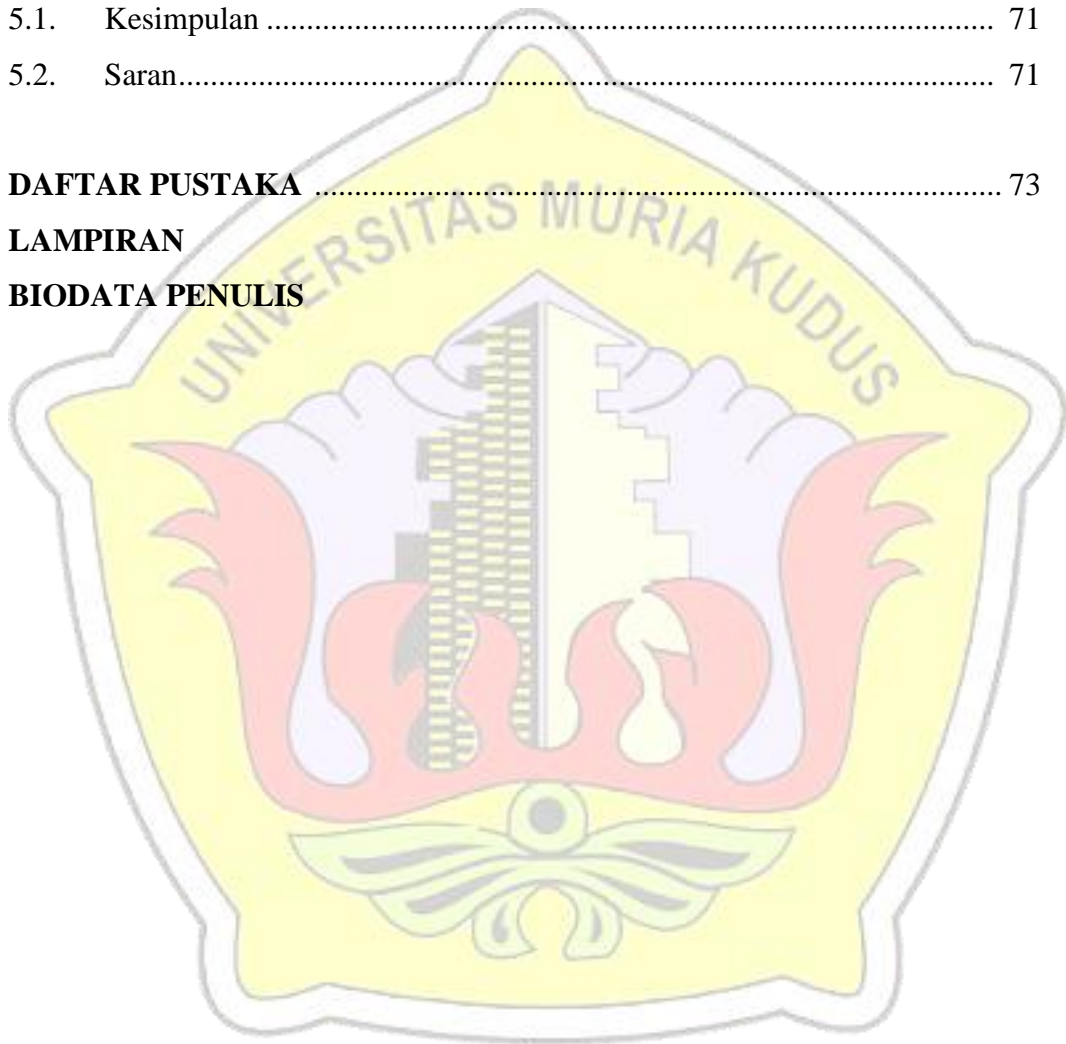 5.1. Kesimpulan ........................................................................................... 71
5.2. Saran...................................................................................................... 71
DAFTAR PUSTAKA ..................................................................................... 73
LAMPIRAN
BIODATA PENULIS
UNIVERSITAS MURIA KUDUS